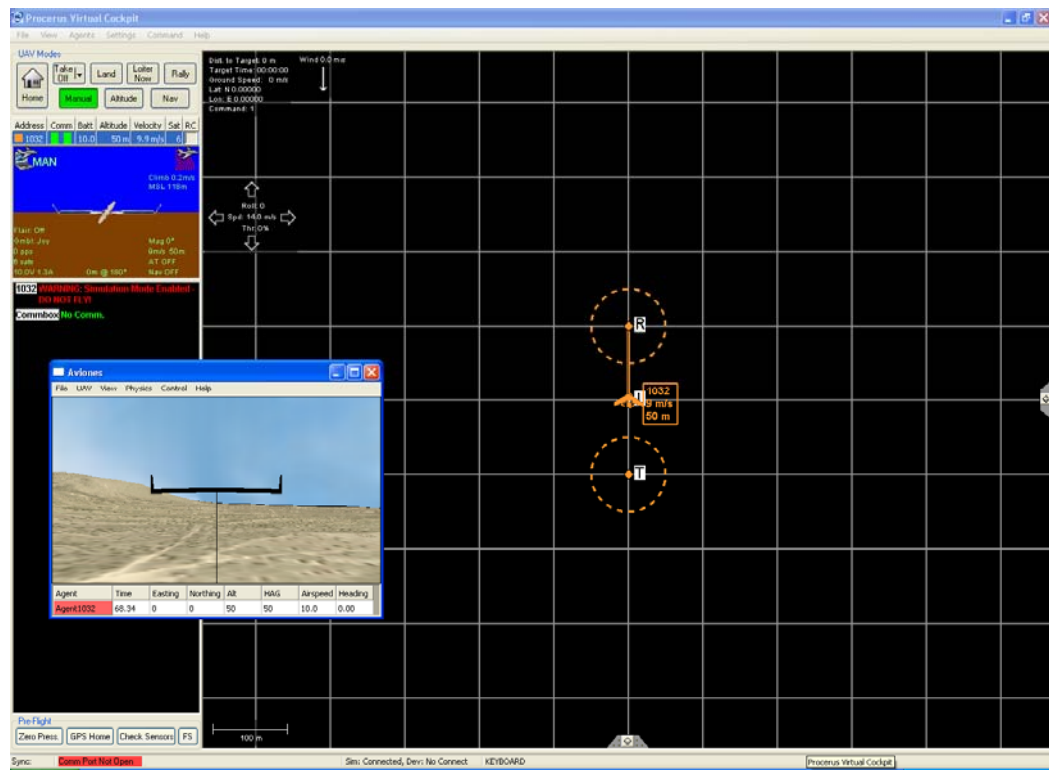 Procerus Virtual Cockpit
File View Agents Settings Command Help
UAV Modes
Home
Take Off
Land
Loiter Now
Rally
Manual
Altitude
Nav
Address Comm Batt Altitude Velocity Sat RC
1032 10.0 50 m 9.9 m/s 6
MAN
Climb 0.2m/s
MSL 118m
Mag 0°
0m/s 50m
6 sats AT OFF
10.0V 1.3A 0m @ 180° Nav OFF
1032 WARNING: Simulation Mode Enabled -
DO NOT FLY!
Commbox No Comm.
Dist. to Target: 0 m
Target Time: 00:00:00
Ground Speed: 0 m/s
Lat: N 0.00000
Lon: E 0.00000
Command: 1
Wind 0.0 m/s
Roll: 0
Spd: 14.0 m/s
Thr: 0%
R
1032
9 m/s
50 m
T
Aviones
File UAV View Physics Control Help
Agent Time Easting Northing Alt HAG Airspeed Heading
Agent1032 68.34 0 0 50 50 10.0 0.00
Pre-Flight
Zero Press. GPS Home Check Sensors FS
100 m
Sync: Comm Port Not Open Sim: Connected, Dev: No Connect KEYBOARD Procerus Virtual Cockpit